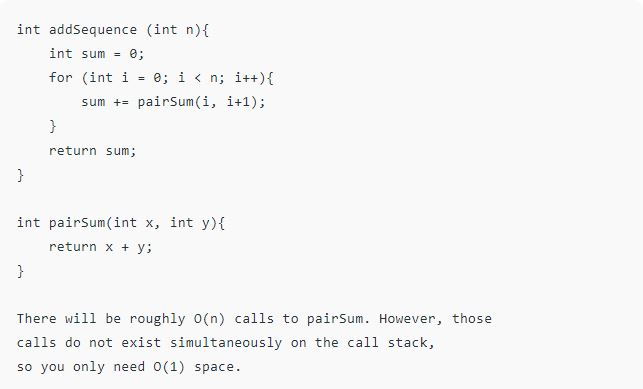 int addSequence (int n){
    int sum = 0;
    for (int i = 0; i < n; i++){
        sum += pairSum(i, i+1);
    }
    return sum;
}

int pairSum(int x, int y){
    return x + y;
}

There will be roughly O(n) calls to pairSum. However, those
calls do not exist simultaneously on the call stack,
so you only need O(1) space.